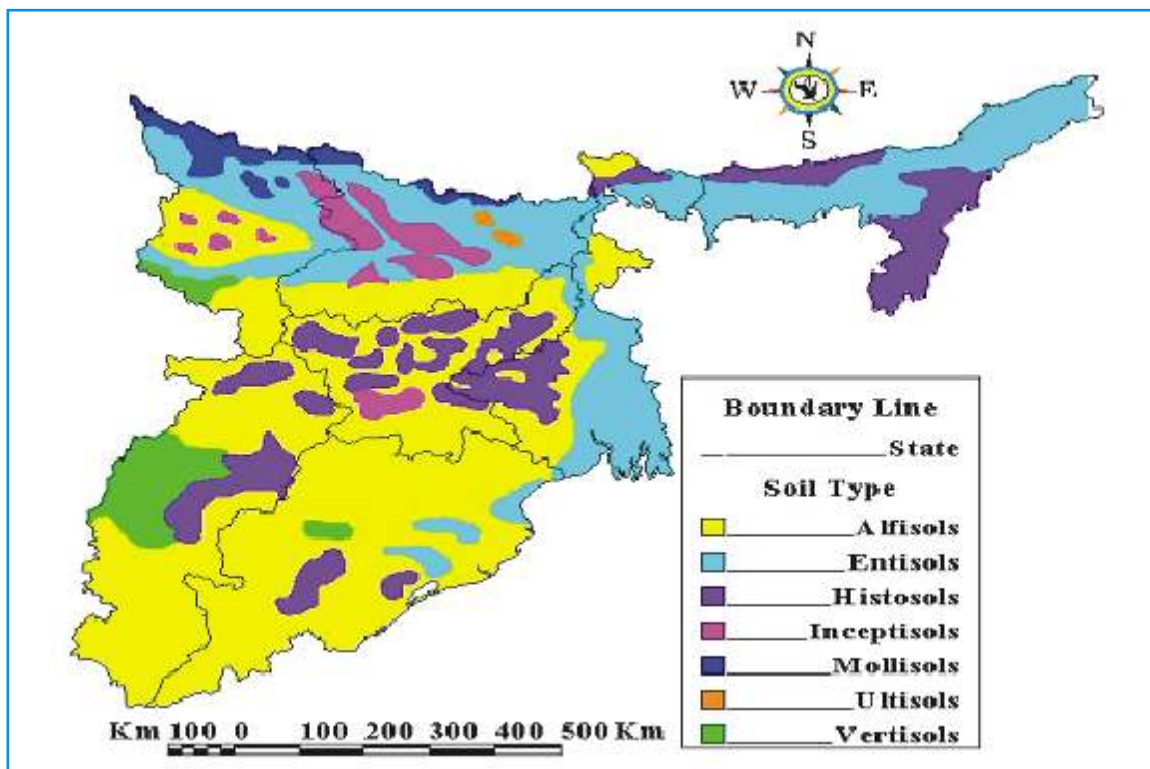 N
W E
S
Boundary Line
State
Soil Type
Alfisols
Entisols
Histosols
Inceptisols
Mollisols
Ultisols
Vertisols
Km 100 0 100 200 300 400 500 Km